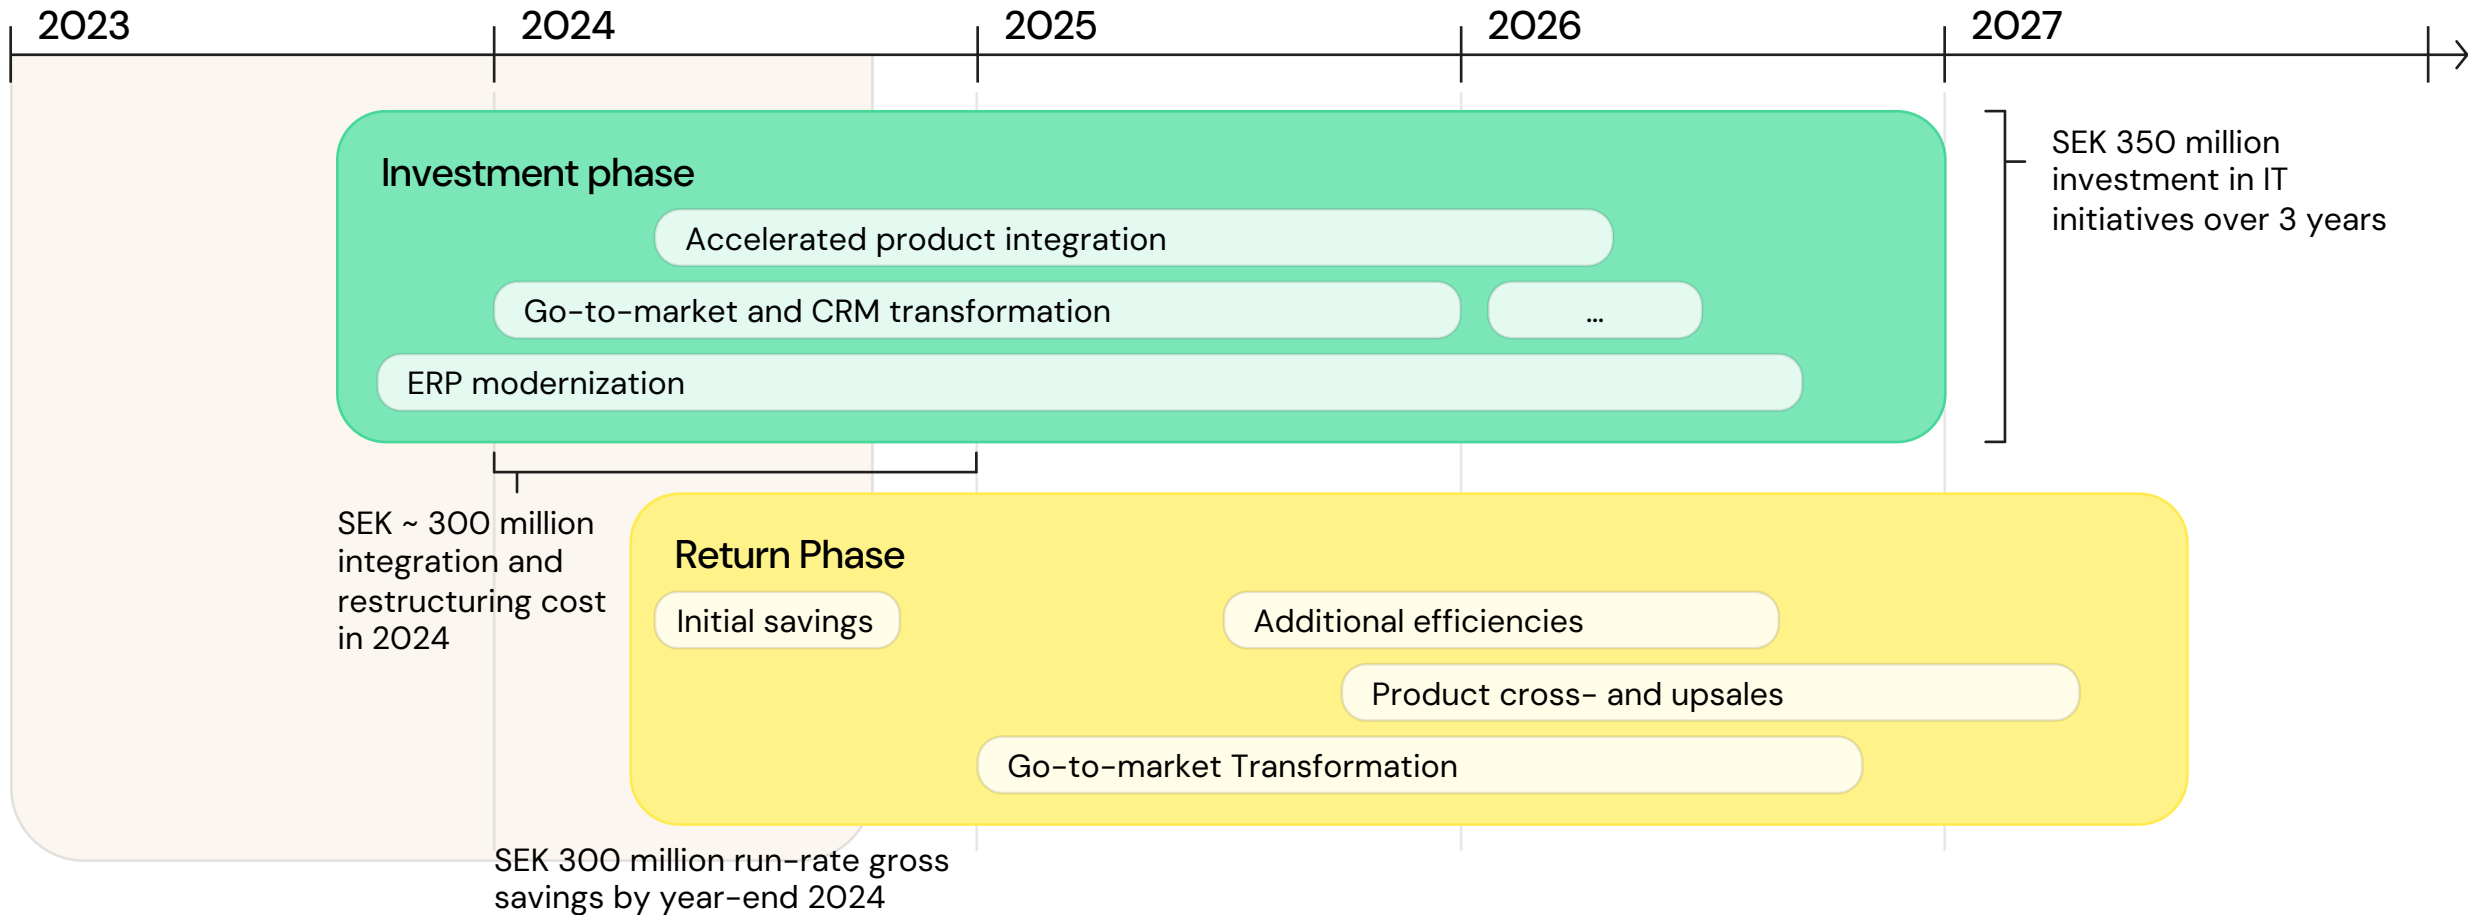 2023
2024
2025
2026
2027
Investment phase
Accelerated product integration
Go-to-market and CRM transformation
...
ERP modernization
SEK 350 million
investment in IT
initiatives over 3 years
SEK ~ 300 million
integration and
restructuring cost
in 2024
Return Phase
Initial savings
Additional efficiencies
Product cross- and upsales
Go-to-market Transformation
SEK 300 million run-rate gross
savings by year-end 2024